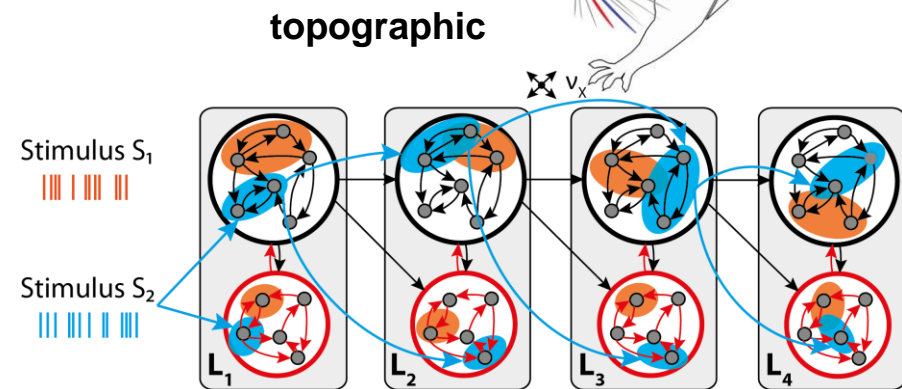 topographic
νX
Stimulus S1
Stimulus S2
L1
L2
L3
L4